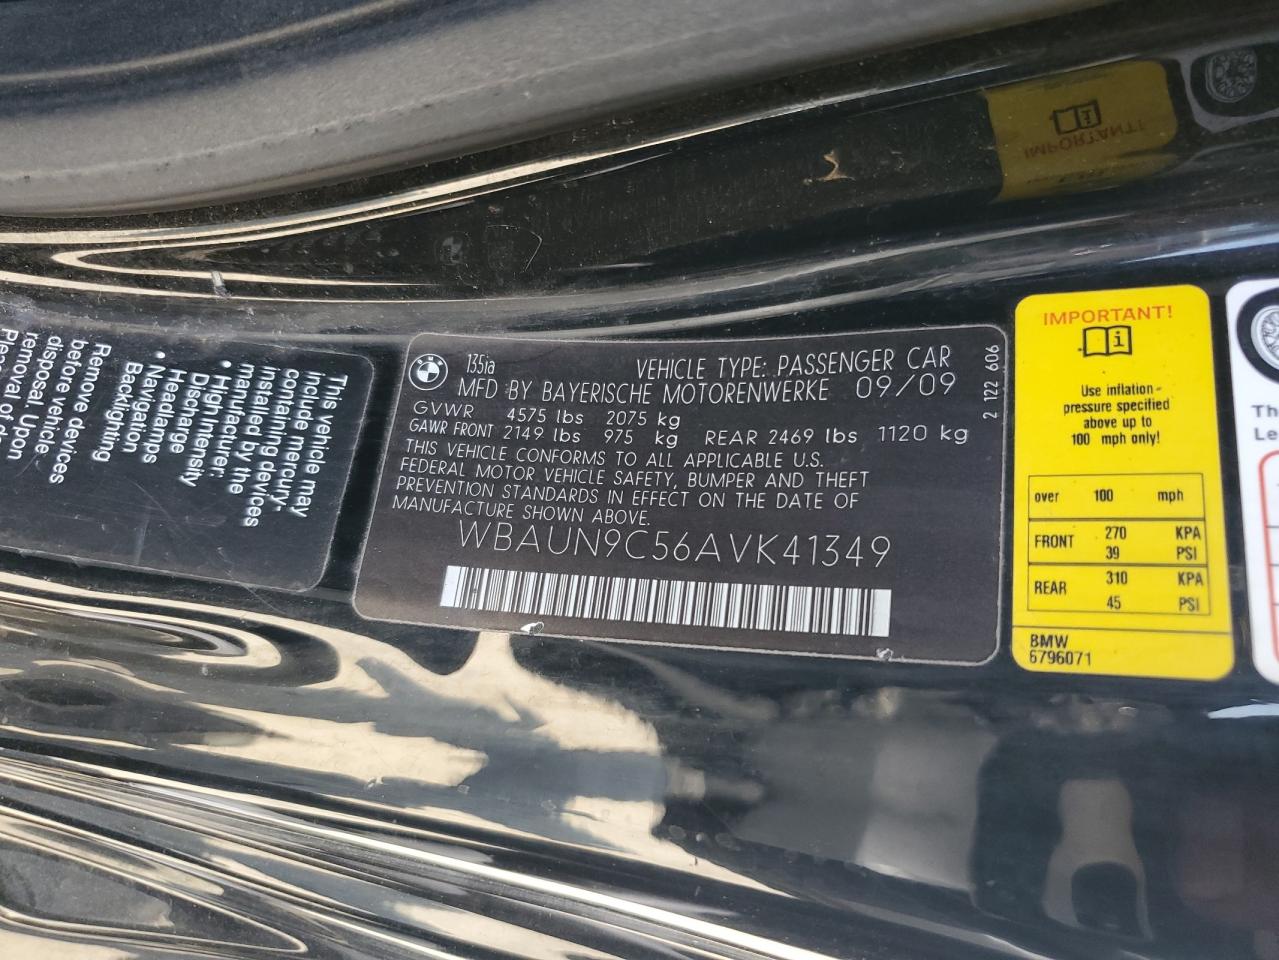 This vehicle may
include mercury-
containing devices
installed by the
manufacturer:
• High Intensity
Discharge
Headlamps
• Navigation
Backlighting
Remove devices
before vehicle
disposal. Upon
removal of
135ia
VEHICLE TYPE: PASSENGER CAR
MFD BY BAYERISCHE MOTORENWERKE 09/09
GVWR 4575 lbs 2075 kg
GAWR FRONT 2149 lbs 975 kg REAR 2469 lbs 1120 kg
THIS VEHICLE CONFORMS TO ALL APPLICABLE U.S.
FEDERAL MOTOR VEHICLE SAFETY, BUMPER AND THEFT
PREVENTION STANDARDS IN EFFECT ON THE DATE OF
MANUFACTURE SHOWN ABOVE.
WBAUN9C56AVK41349
2 122 606
IMPORTANT!
i
Use inflation-
pressure specified
above up to
100 mph only!
over 100 mph
FRONT 270 KPA
39 PSI
REAR 310 KPA
45 PSI
BMW
6796071
IMPORTANT!